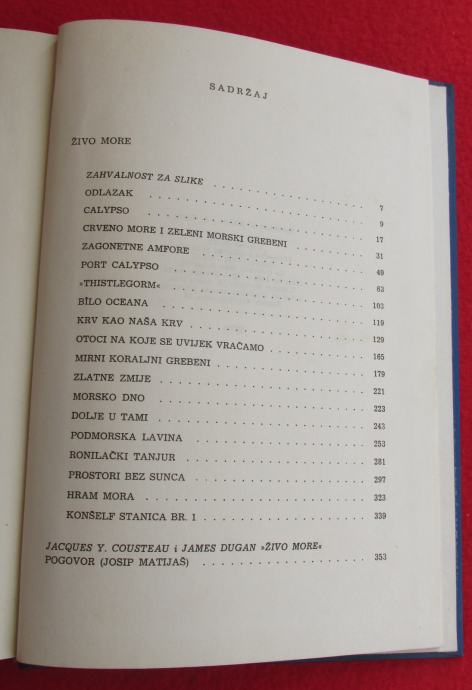 SADRŽAJ
ŽIVO MORE
ZAHVALNOST ZA SLIKE . . . . . . . . . . . . . . 7
ODLAZAK . . . . . . . . . . . . . . . . . . . 9
CALYPSO . . . . . . . . . . . . . . . . . . . 17
CRVENO MORE I ZELENI MORSKI GREBENI . . . . . . . 31
ZAGONETNE AMFORE . . . . . . . . . . . . . . . 49
PORT CALYPSO . . . . . . . . . . . . . . . . . 63
»THISTLEGORM« . . . . . . . . . . . . . . . . . 103
BILO OCEANA . . . . . . . . . . . . . . . . . . 119
KRV KAO NAŠA KRV . . . . . . . . . . . . . . . 129
OTOCI NA KOJE SE UVIJEK VRAĆAMO . . . . . . . . . 165
MIRNI KORALJNI GREBENI . . . . . . . . . . . . . 179
ZLATNE ZMIJE . . . . . . . . . . . . . . . . . 221
MORSKO DNO . . . . . . . . . . . . . . . . . . 223
DOLJE U TAMI . . . . . . . . . . . . . . . . . 243
PODMORSKA LAVINA . . . . . . . . . . . . . . . 253
RONILAČKI TANJUR . . . . . . . . . . . . . . . 281
PROSTORI BEZ SUNCA . . . . . . . . . . . . . . 297
HRAM MORA . . . . . . . . . . . . . . . . . . 323
KONŠELF STANICA BR. 1 . . . . . . . . . . . . . 339
JACQUES Y. COUSTEAU i JAMES DUGAN »ŽIVO MORE«
POGOVOR (JOSIP MATIJAŠ) . . . . . . . . . . . . . 353